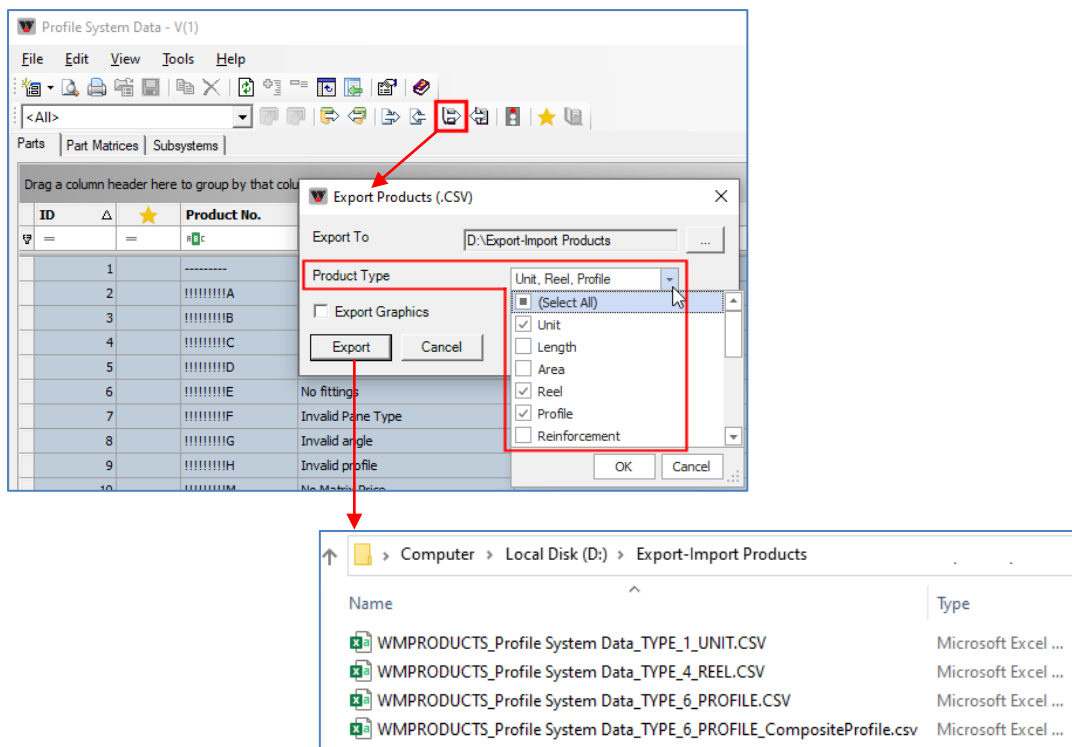 Profile System Data - V(1)
File Edit View Tools Help
<All>
Parts Part Matrices Subsystems
Drag a column header here to group by that colu
ID Product No.
= = ABC
1 ---------
2 !!!!!!!!!A
3 !!!!!!!!!B
4 !!!!!!!!!C
5 !!!!!!!!!D
6 !!!!!!!!!E No fittings
7 !!!!!!!!!F Invalid Pane Type
8 !!!!!!!!!G Invalid angle
9 !!!!!!!!!H Invalid profile
10 !!!!!!!!!M No Matrix Price
Export Products (.CSV)
Export To D:\Export-Import Products ...
Product Type Unit, Reel, Profile
Export Graphics
Export Cancel
(Select All)
Unit
Length
Area
Reel
Profile
Reinforcement
OK Cancel
Computer > Local Disk (D:) > Export-Import Products
Name Type
WMPRODUCTS_Profile System Data_TYPE_1_UNIT.CSV Microsoft Excel ...
WMPRODUCTS_Profile System Data_TYPE_4_REEL.CSV Microsoft Excel ...
WMPRODUCTS_Profile System Data_TYPE_6_PROFILE.CSV Microsoft Excel ...
WMPRODUCTS_Profile System Data_TYPE_6_PROFILE_CompositeProfile.csv Microsoft Excel ...